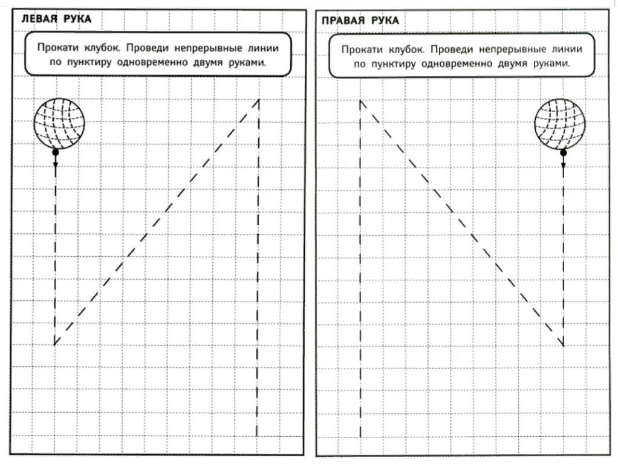 ЛЕВАЯ РУКА
Прокати клубок. Проведи непрерывные линии
по пунктиру одновременно двумя руками.
ПРАВАЯ РУКА
Прокати клубок. Проведи непрерывные линии
по пунктиру одновременно двумя руками.